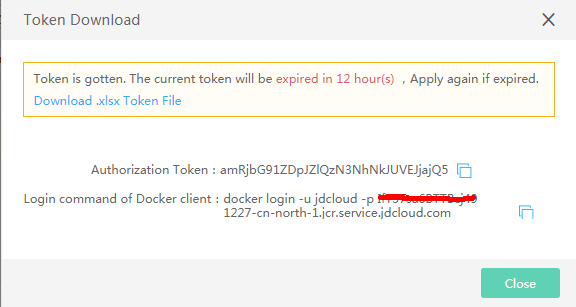 Token Download
Token is gotten. The current token will be expired in 12 hour(s) , Apply again if expired.
Download .xlsx Token File
Authorization Token : amRjbG91ZDpJZlQzN3NhNkJUVEJjajQ5
Login command of Docker client : docker login -u jdcloud -p
1227-cn-north-1.jcr.service.jdcloud.com
Close